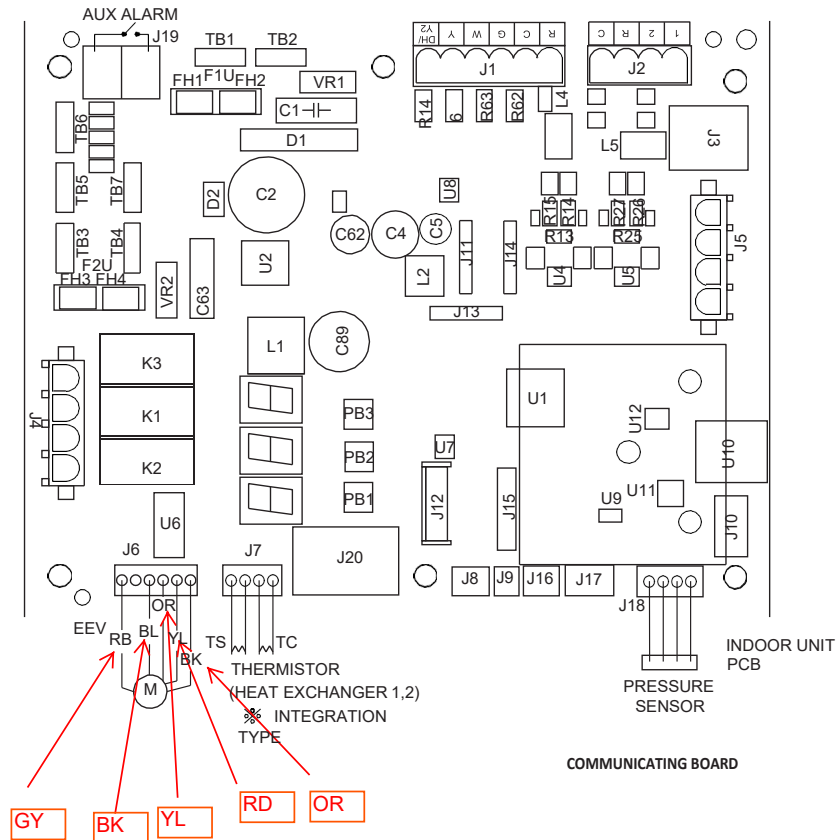 AUX ALARM
J19
TB1
TB2
FH1
F1U
FH2
VR1
C1
D1
TB6
TB5
TB7
TB3
TB4
F2U
FH3
FH4
D2
C2
U2
VR2
C63
DH/
Y2
Y
W
G
C
R
J1
C
R
2
1
J2
R14
6
R63
R62
L4
L5
J3
U8
C62
C4
C5
L2
J11
J14
J13
R15
R14
R13
R27
R26
R25
U4
U5
J5
K3
K1
K2
J4
L1
C89
PB3
PB2
PB1
U1
U12
U7
U10
U11
U9
J12
J15
J10
U6
J6
J7
J20
J8
J9
J16
J17
J18
EEV
RB
BL
OR
YL
BK
M
TS
TC
THERMISTOR
(HEAT EXCHANGER 1,2)
※ INTEGRATION
TYPE
INDOOR UNIT
PCB
PRESSURE
SENSOR
COMMUNICATING BOARD
GY
BK
YL
RD
OR